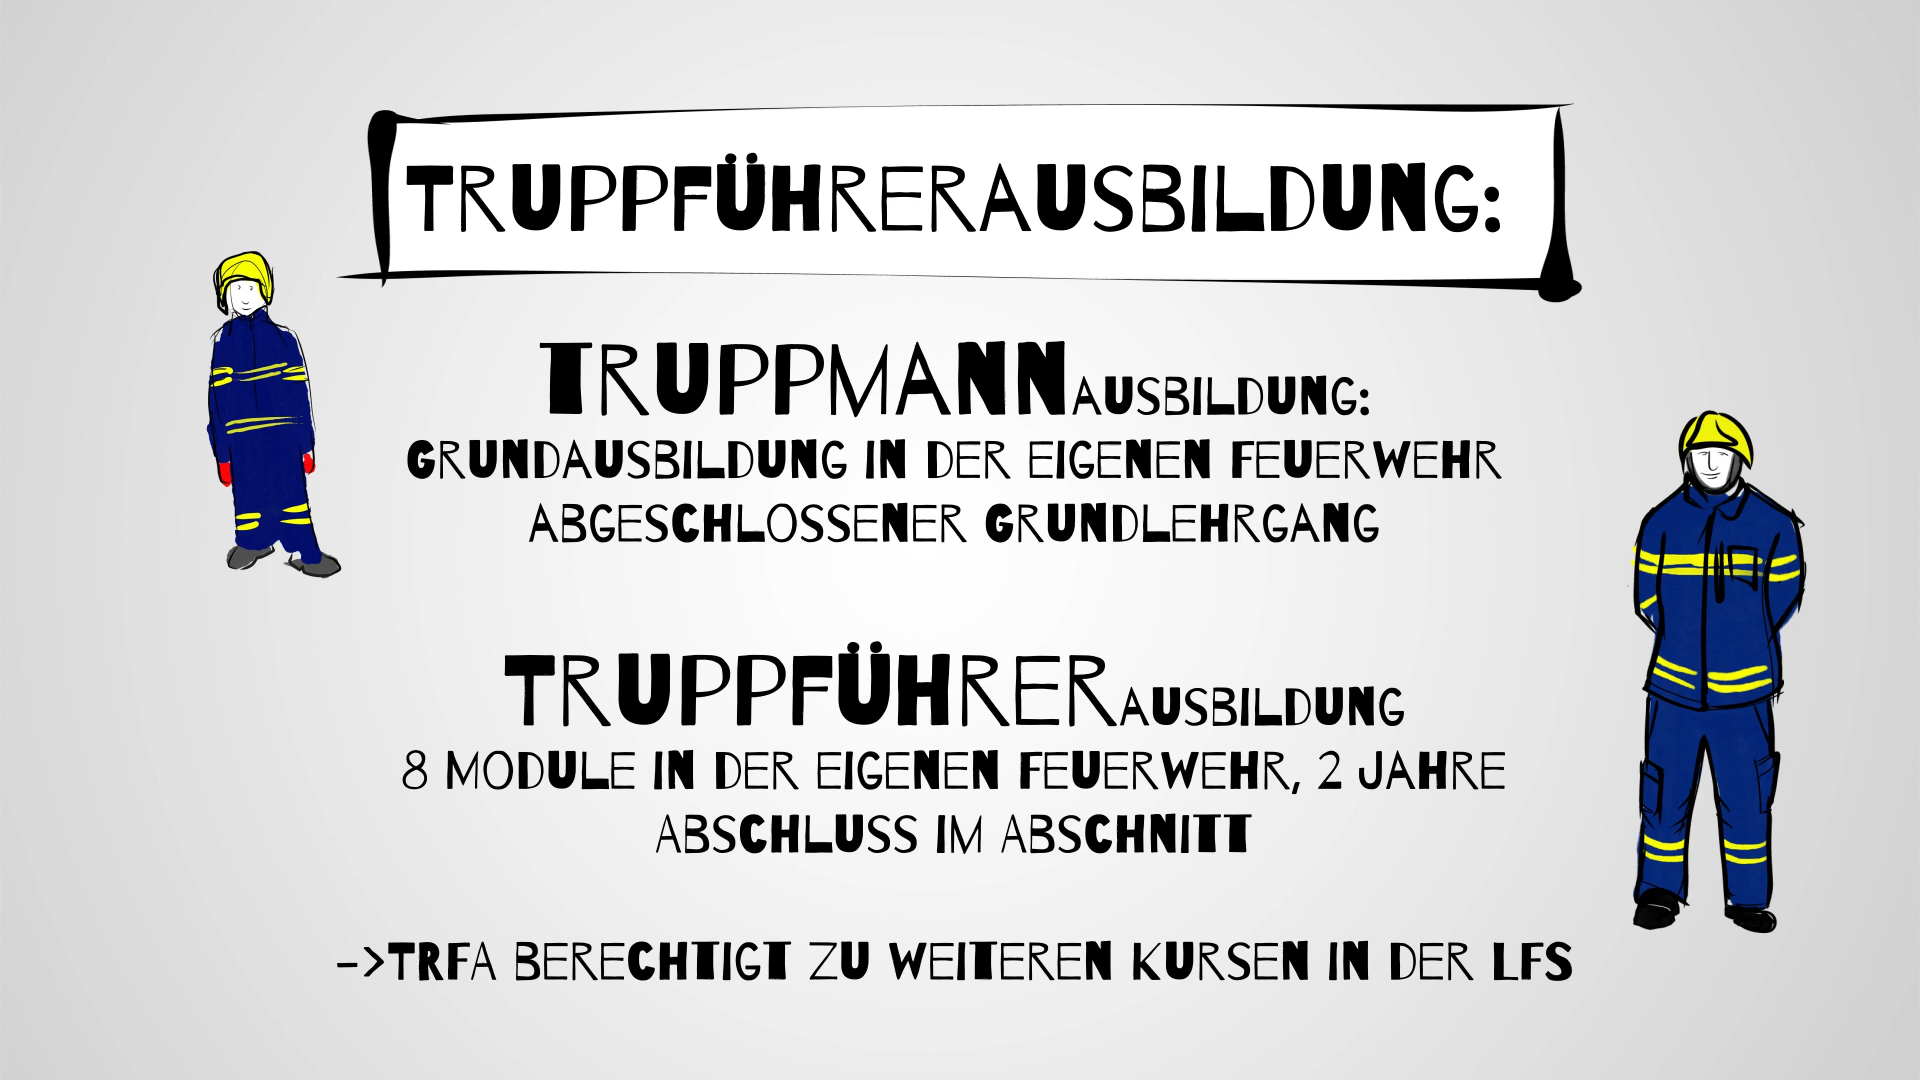 TRUPPFÜHRERAUSBILDUNG:
TRUPPMANNAUSBILDUNG:
GRUNDAUSBILDUNG IN DER EIGENEN FEUERWEHR
ABGESCHLOSSENER GRUNDLEHRGANG
TRUPPFÜHRERAUSBILDUNG
8 MODULE IN DER EIGENEN FEUERWEHR, 2 JAHRE
ABSCHLUSS IM ABSCHNITT
->TRFA BERECHTIGT ZU WEITEREN KURSEN IN DER LFS